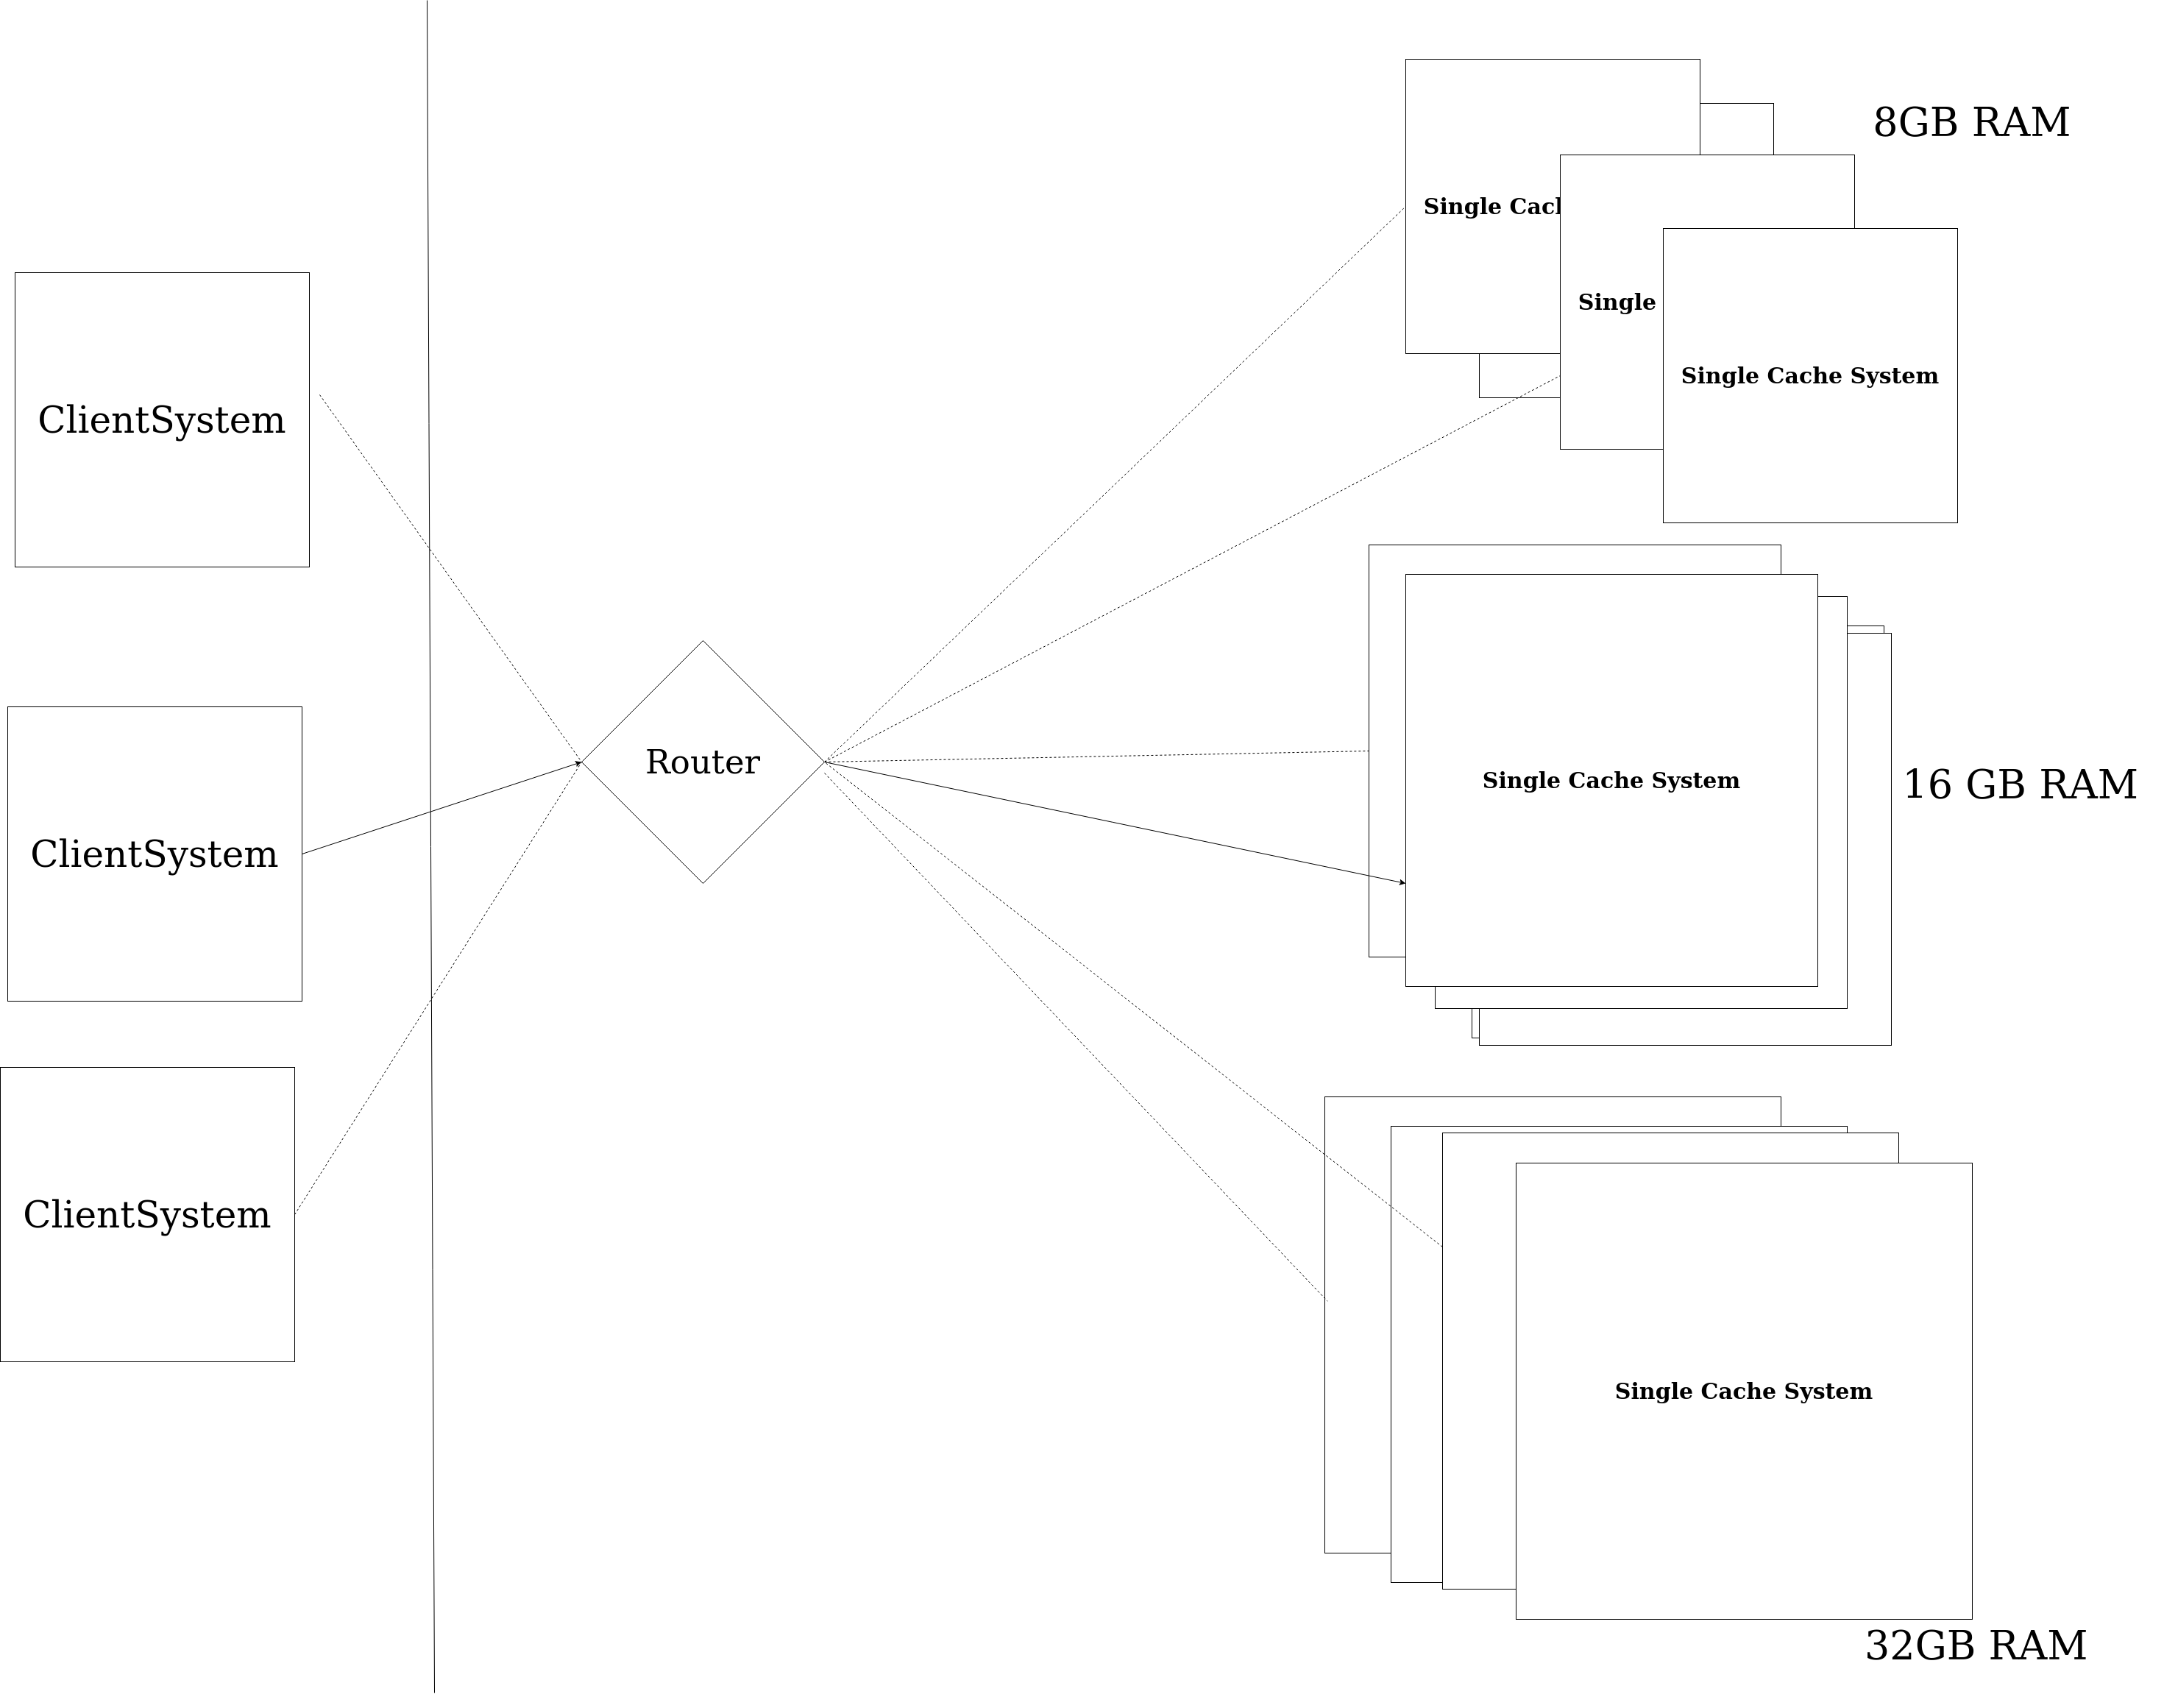 8GB RAM
Single Cach
Single
Single Cache System
ClientSystem
Router
Single Cache System
16 GB RAM
ClientSystem
ClientSystem
Single Cache System
32GB RAM